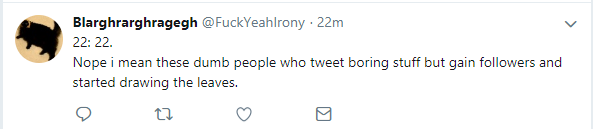 Blarghrarghragegh @FuckYeahIrony · 22m
22: 22.
Nope i mean these dumb people who tweet boring stuff but gain followers and
started drawing the leaves.